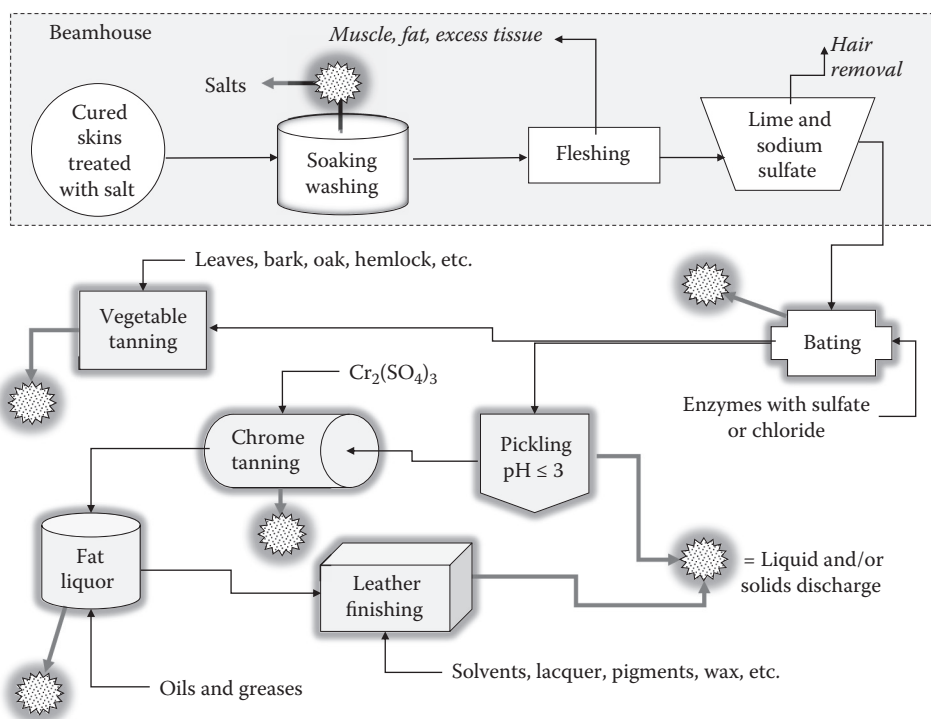 Beamhouse
Muscle, fat, excess tissue
Hair
removal
Salts
Cured
skins
treated
with salt
Soaking
washing
Fleshing
Lime and
sodium
sulfate
Leaves, bark, oak, hemlock, etc.
Vegetable
tanning
Bating
Enzymes with sulfate
or chloride
Cr₂(SO₄)₃
Chrome
tanning
Pickling
pH ≤ 3
Fat
liquor
Leather
finishing
= Liquid and/or
solids discharge
Oils and greases
Solvents, lacquer, pigments, wax, etc.